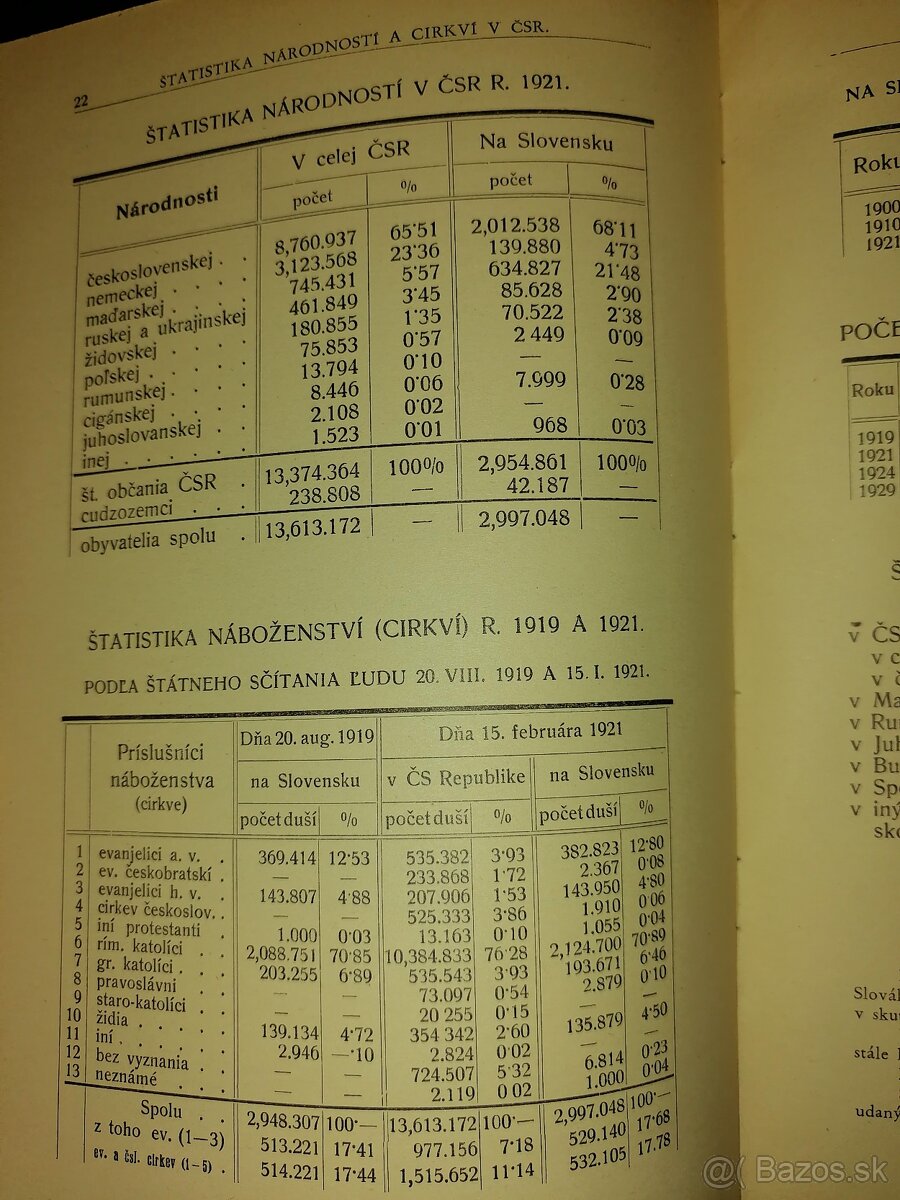 22 ŠTATISTIKA NÁRODNOSTÍ A CIRKVÍ V ČSR.
ŠTATISTIKA NÁRODNOSTÍ V ČSR R. 1921.
Národnosti V celej ČSR Na Slovensku
počet % počet %
československej . . 8,760.937 65·51 2,012.538 68·11
nemeckej . . . . 3,123.568 23·36 139.880 4·73
maďarskej . . . . 745.431 5·57 634.827 21·48
ruskej a ukrajinskej 461.849 3·45 85.628 2·90
židovskej . . . . 180.855 1·35 70.522 2·38
poľskej . . . . . 75.853 0·57 2 449 0·09
rumunskej . . . . 13.794 0·10 — —
cigánskej . . . . 8.446 0·06 7.999 0·28
juhoslovanskej . . 2.108 0·02 — —
inej . . . . . . 1.523 0·01 968 0·03
št. občania ČSR . 13,374.364 100% 2,954.861 100%
cudzozemci . . . 238.808 — 42.187 —
obyvatelia spolu . 13,613.172 — 2,997.048 —
ŠTATISTIKA NÁBOŽENSTVÍ (CIRKVÍ) R. 1919 A 1921.
PODĽA ŠTÁTNEHO SČÍTANIA ĽUDU 20. VIII. 1919 A 15. I. 1921.
Príslušníci náboženstva (cirkve) Dňa 20. aug. 1919 Dňa 15. februára 1921
na Slovensku v ČS Republike na Slovensku
počet duší % počet duší % počet duší %
1 evanjelici a. v. . 369.414 12·53 535.382 3·93 382.823 12·80
2 ev. českobratskí . — — 233.868 1·72 2.367 0·08
3 evanjelici h. v. . 143.807 4·88 207.906 1·53 143.950 4·80
4 cirkev českoslov. . — — 525.333 3·86 1.910 0 06
5 iní protestanti . 1.000 0·03 13.163 0·10 1.055 0·04
6 rím. katolíci . . 2,088.751 70·85 10,384.833 76·28 2,124.700 70·89
7 gr. katolíci . . . 203.255 6·89 535.543 3·93 193.671 6·46
8 pravoslávni . . — — 73.097 0·54 2.879 0·10
9 staro-katolíci . . — — 20 255 0·15 — —
10 židia . . . . . 139.134 4·72 354 342 2·60 135.879 4·50
11 iní . . . . . . 2.946 —·10 2.824 0·02 — —
12 bez vyznania . . — — 724.507 5·32 6.814 0·23
13 neznámé . . . — — 2.119 0 02 1.000 0·04
Spolu . . 2,948.307 100·— 13,613.172 100·— 2,997.048 100·—
z toho ev. (1—3) 513.221 17·41 977.156 7·18 529.140 17·68
ev. a čsl. cirkev (1-5) . 514.221 17·44 1,515.652 11·14 532.105 17.78
NA
Roku
1900
1910
1921
Roku
1919
1921
1924
1929
v
v
v
v
v
v
v
v
Slovál
v
stále
@ Bazos.sk